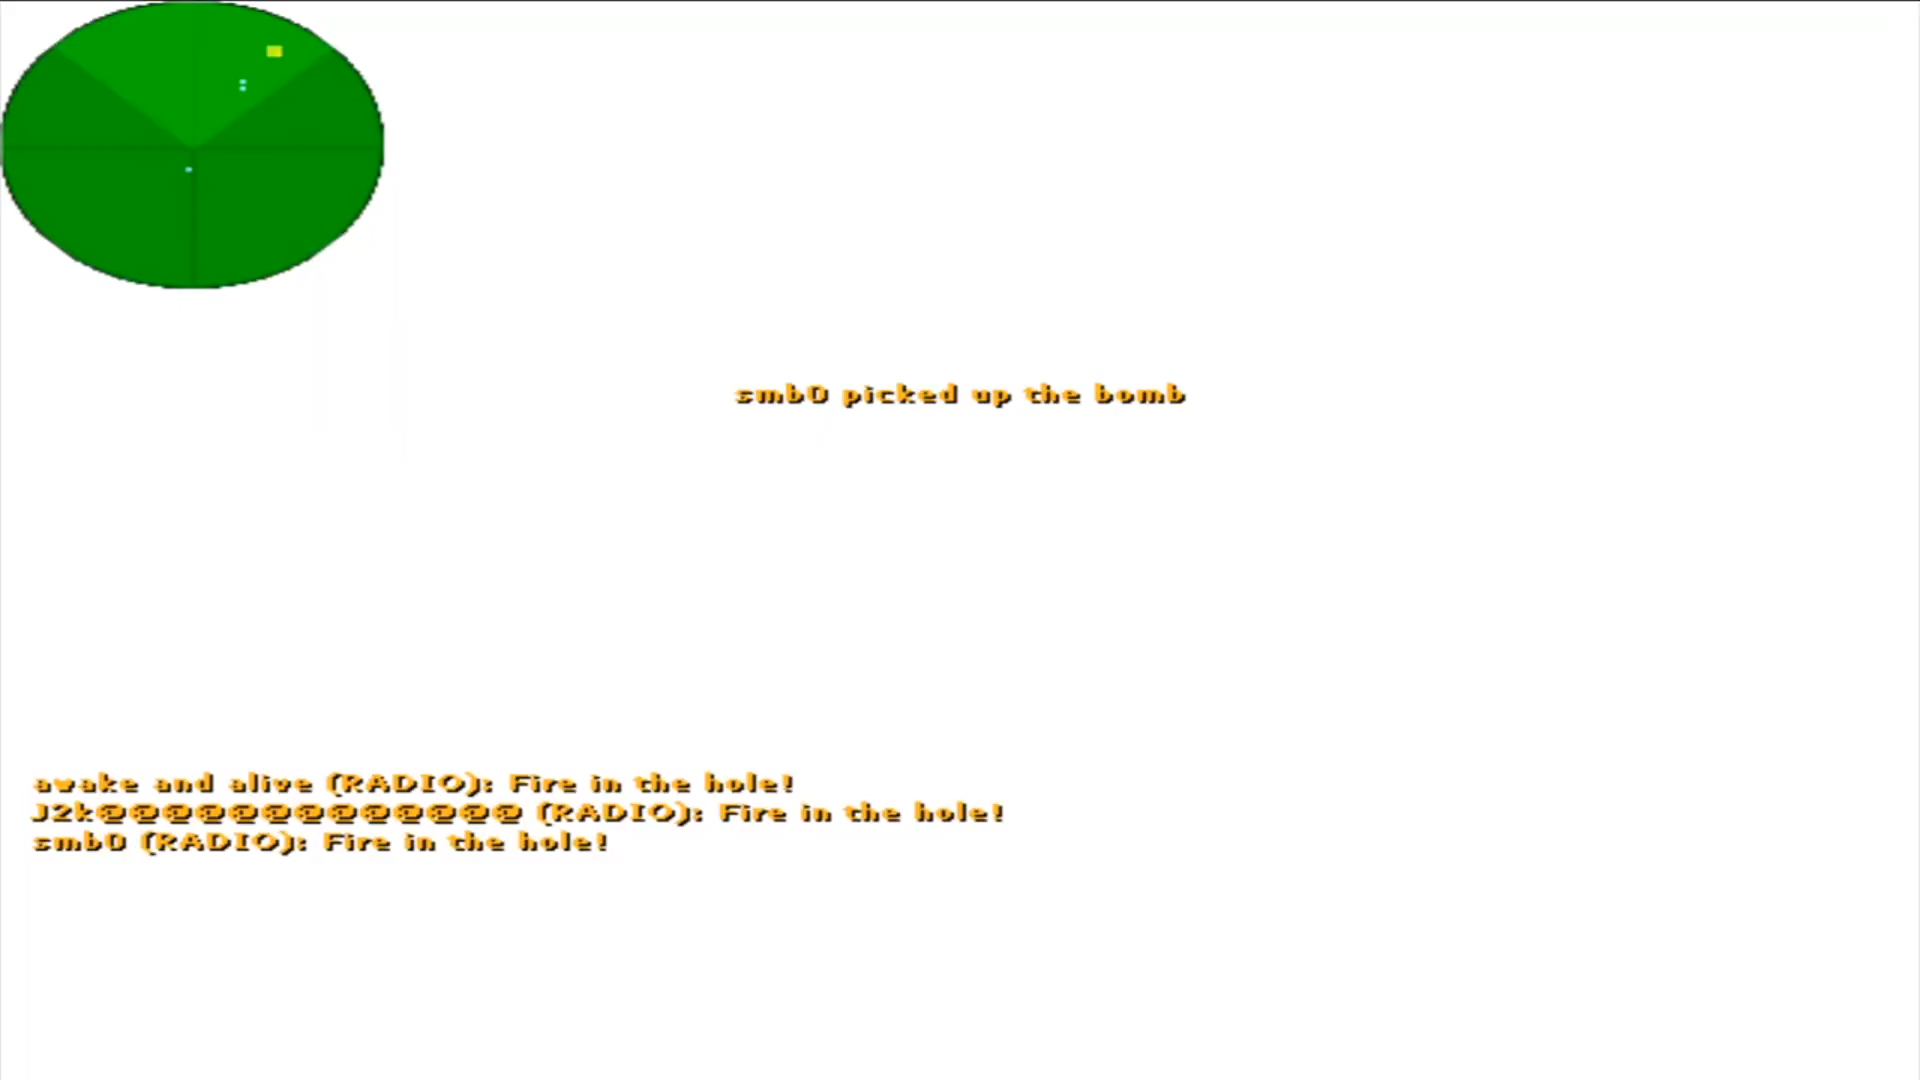 smb0 picked up the bomb
awake and alive (RADIO): Fire in the hole!
J2k@@@@@@@@@@@@@ (RADIO): Fire in the hole!
smb0 (RADIO): Fire in the hole!